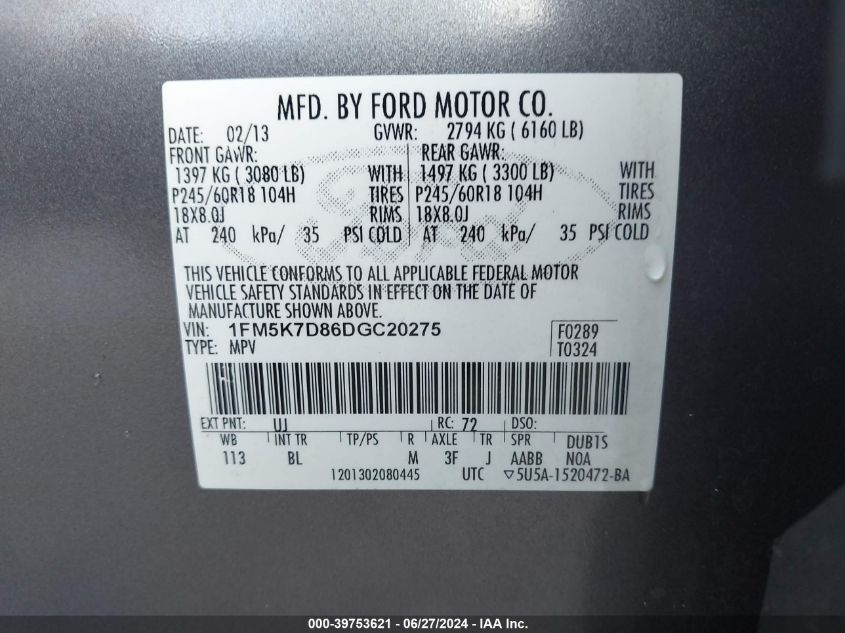 MFD. BY FORD MOTOR CO.
DATE: 02/13 GVWR: 2794 KG ( 6160 LB)
FRONT GAWR: REAR GAWR:
1397 KG ( 3080 LB) WITH 1497 KG ( 3300 LB) WITH
P245/60R18 104H TIRES P245/60R18 104H TIRES
18X8.0J RIMS 18X8.0J RIMS
AT 240 kPa/ 35 PSI COLD AT 240 kPa/ 35 PSI COLD
THIS VEHICLE CONFORMS TO ALL APPLICABLE FEDERAL MOTOR
VEHICLE SAFETY STANDARDS IN EFFECT ON THE DATE OF
MANUFACTURE SHOWN ABOVE.
VIN: 1FM5K7D86DGC20275 F0289
TYPE: MPV T0324
EXT PNT: UJ RC: 72 DSO:
WB INT TR TP/PS R AXLE TR SPR DUB1S
113 BL M 3F J AABB NOA
1201302080445 UTC ▽5U5A-1520472-BA
000-39753621 - 06/27/2024 - IAA Inc.